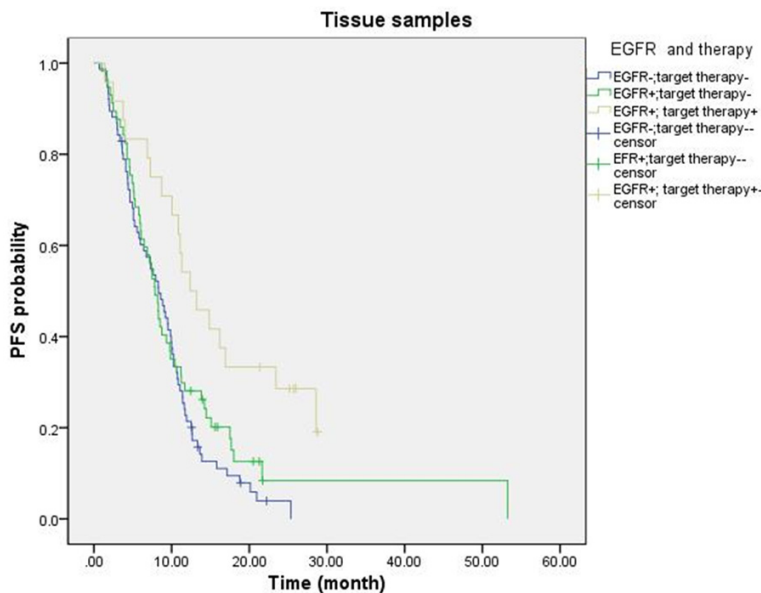 Tissue samples
EGFR and therapy
EGFR-;target therapy-
EGFR+;target therapy-
EGFR+; target therapy+
EGFR-;target therapy--
censor
EFR+;target therapy--
censor
EGFR+; target therapy+-
censor
PFS probability
1.0
0.8
0.6
0.4
0.2
0.0
.00
10.00
20.00
30.00
40.00
50.00
60.00
Time (month)